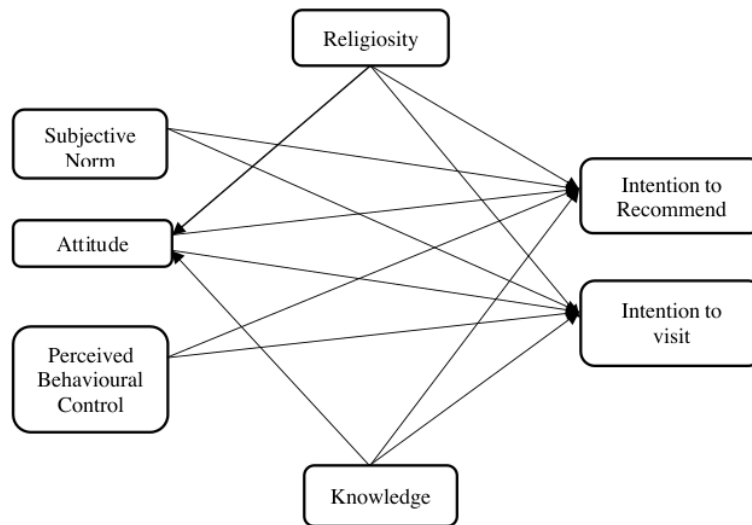 Religiosity
Subjective
Norm
Attitude
Perceived
Behavioural
Control
Knowledge
Intention to
Recommend
Intention to
visit